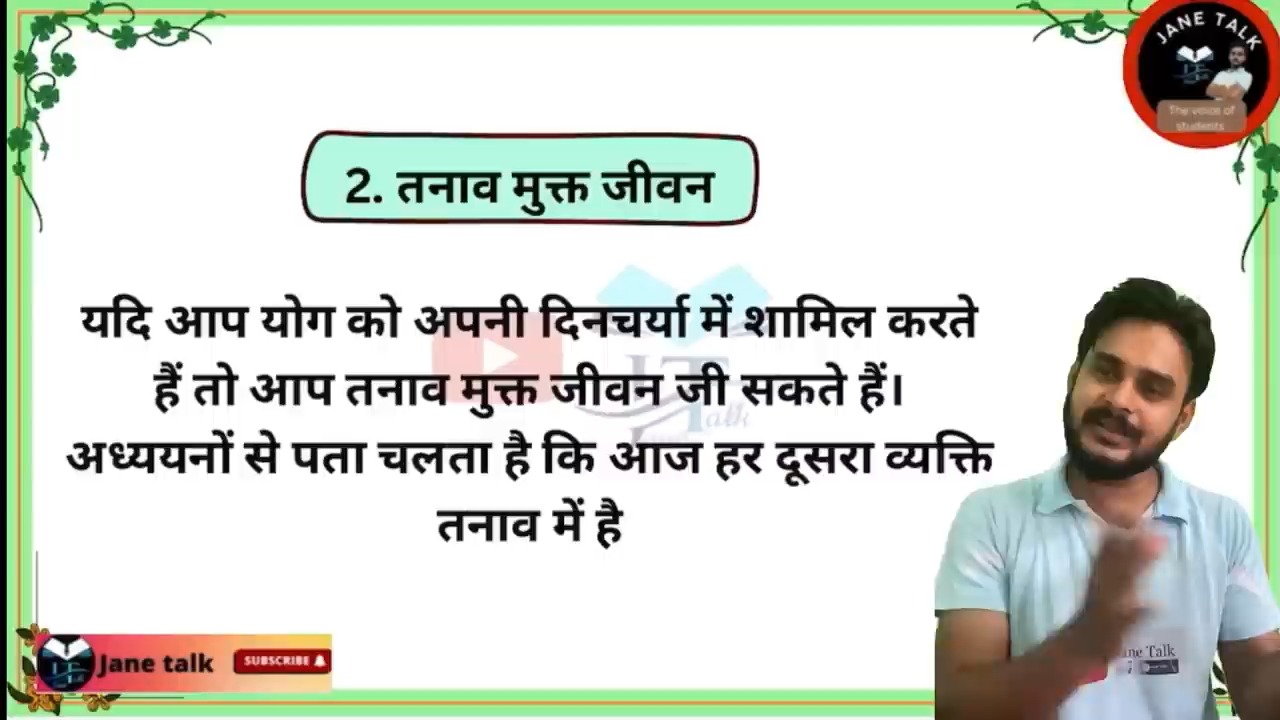 JANE TALK
The voice of
students
2. तनाव मुक्त जीवन
यदि आप योग को अपनी दिनचर्या में शामिल करते
हैं तो आप तनाव मुक्त जीवन जी सकते हैं।
अध्ययनों से पता चलता है कि आज हर दूसरा व्यक्ति
तनाव में है
Talk
Jane talk
SUBSCRIBE